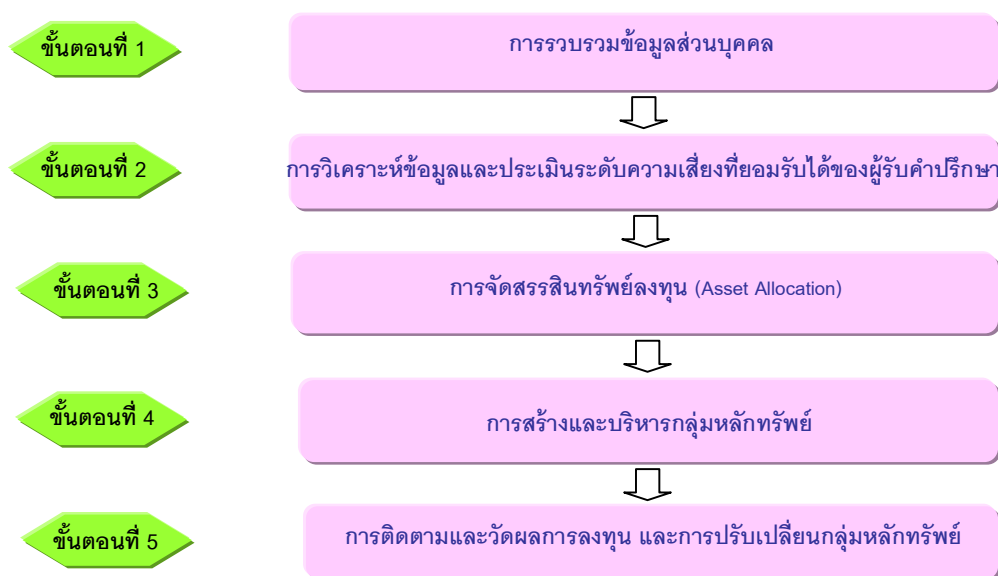 ขั้นตอนที่ 1
การรวบรวมข้อมูลส่วนบุคคล
ขั้นตอนที่ 2
การวิเคราะห์ข้อมูลและประเมินระดับความเสี่ยงที่ยอมรับได้ของผู้รับคำปรึกษา
ขั้นตอนที่ 3
การจัดสรรสินทรัพย์ลงทุน (Asset Allocation)
ขั้นตอนที่ 4
การสร้างและบริหารกลุ่มหลักทรัพย์
ขั้นตอนที่ 5
การติดตามและวัดผลการลงทุน และการปรับเปลี่ยนกลุ่มหลักทรัพย์